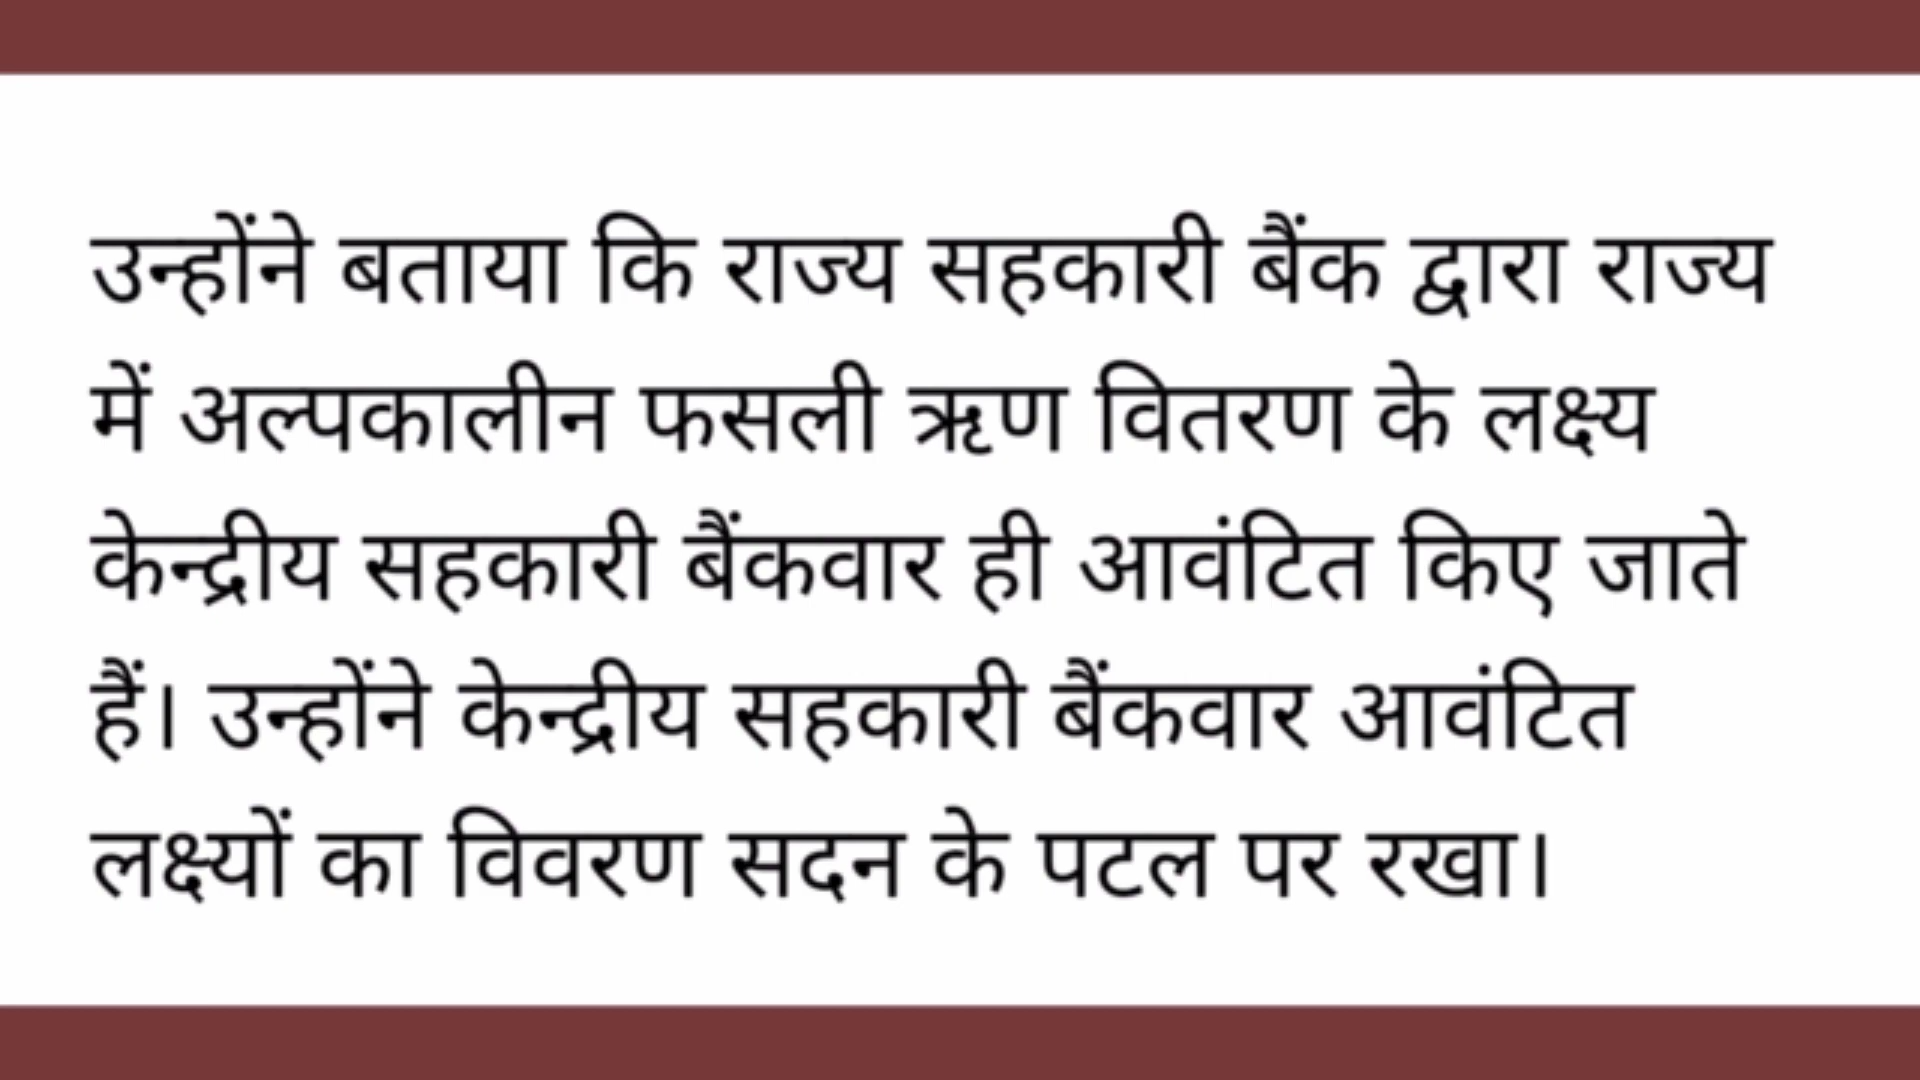 उन्होंने बताया कि राज्य सहकारी बैंक द्वारा राज्य
में अल्पकालीन फसली ऋण वितरण के लक्ष्य
केन्द्रीय सहकारी बैंकवार ही आवंटित किए जाते
हैं। उन्होंने केन्द्रीय सहकारी बैंकवार आवंटित
लक्ष्यों का विवरण सदन के पटल पर रखा।